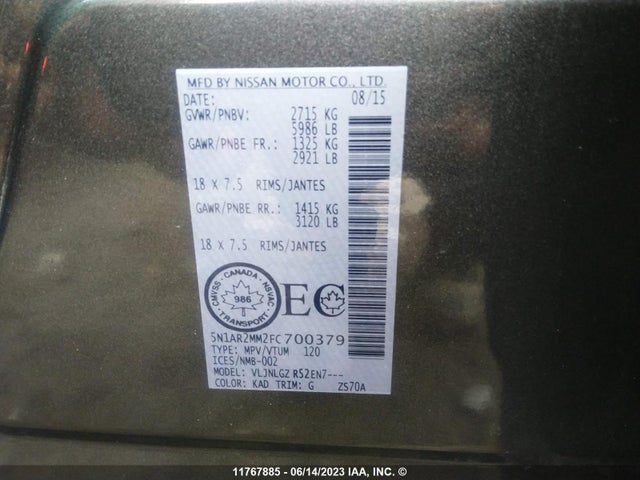 MFD BY NISSAN MOTOR CO., LTD.
DATE: 08/15
GVWR/PNBV: 2715 KG
5986 LB
GAWR/PNBE FR.: 1325 KG
2921 LB
18 X 7.5 RIMS/JANTES
GAWR/PNBE RR.: 1415 KG
3120 LB
18 X 7.5 RIMS/JANTES
CANADA
CMVSS NSVAC
986
TRANSPORT
EC
5N1AR2MM2FC700379
TYPE: MPV/VTUM 120
ICES/NMB-002
MODEL: VLJNLGZ RS2EN7---
COLOR: KAD TRIM: G ZS70A
11767885 - 06/14/2023 IAA, INC. ©